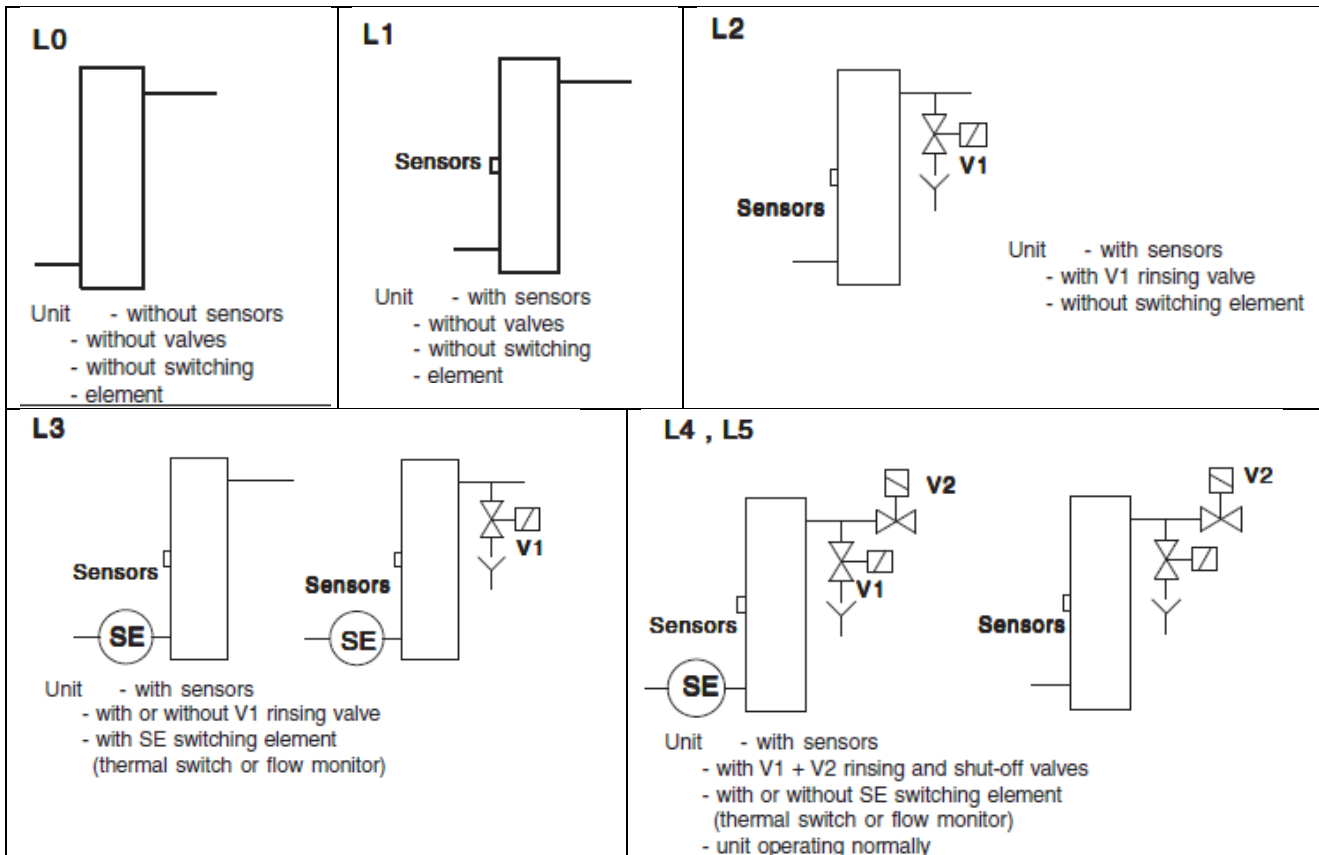 L0
Unit - without sensors
- without valves
- without switching
- element
L1
Sensors
Unit - with sensors
- without valves
- without switching
- element
L2
V1
Sensors
Unit - with sensors
- with V1 rinsing valve
- without switching element
L3
Sensors
SE
V1
Sensors
SE
Unit - with sensors
- with or without V1 rinsing valve
- with SE switching element
(thermal switch or flow monitor)
L4 , L5
V2
V1
Sensors
SE
V2
Sensors
Unit - with sensors
- with V1 + V2 rinsing and shut-off valves
- with or without SE switching element
(thermal switch or flow monitor)
- unit operating normally